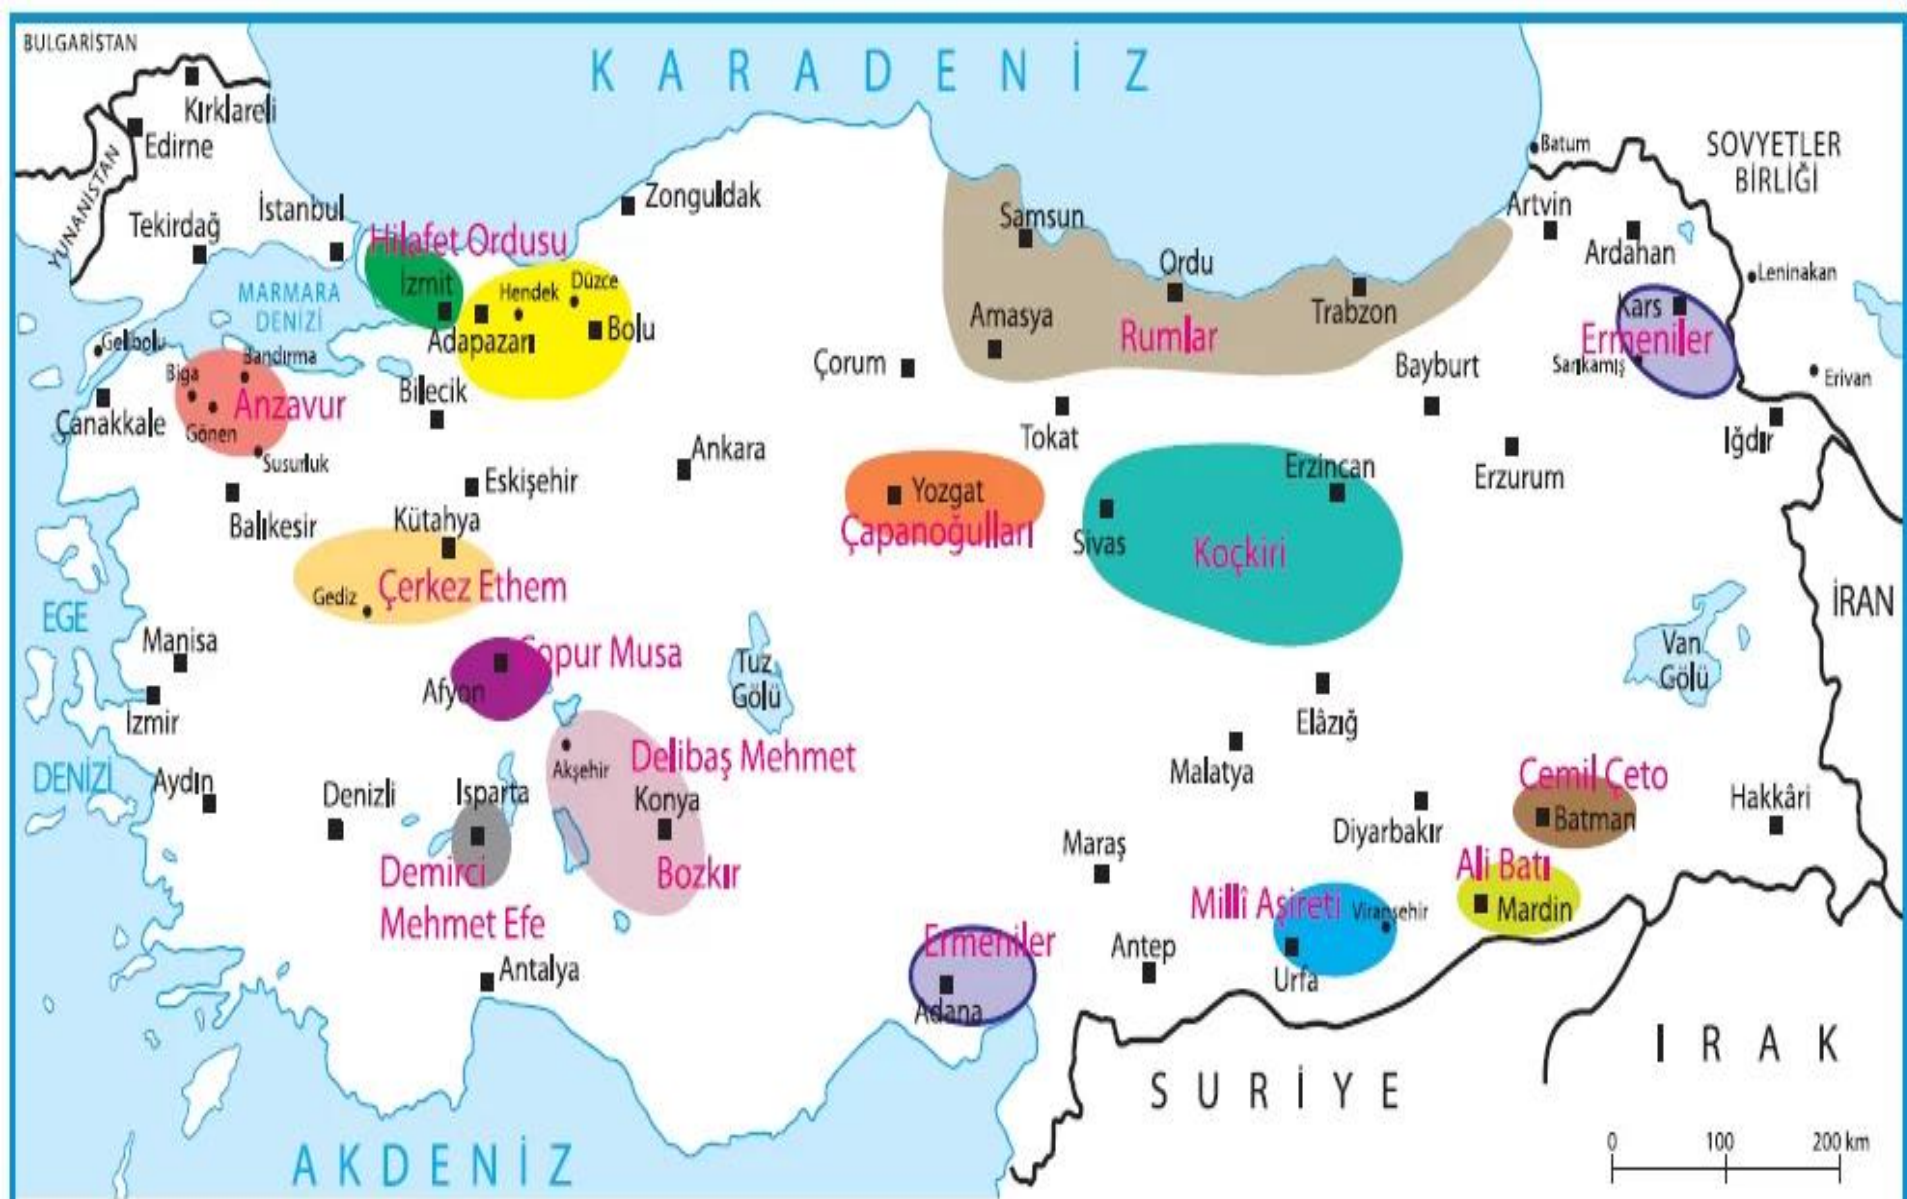 BULGARİSTAN
KARADENİZ
Kırklareli
Edirne
YUNANİSTAN
Batum
SOVYETLER
BİRLİĞİ
Zonguldak
İstanbul
Tekirdağ
Hilafet Ordusu
Samsun
Artvin
Ardahan
Ordu
Leninakan
MARMARA
DENİZİ
İzmit
Hendek
Düzce
Adapazarı
Bolu
Amasya
Rumlar
Trabzon
Kars
Ermeniler
Sarıkamış
Gelibolu
Bandırma
Biga
Anzavur
Gönen
Çanakkale
Susurluk
Bilecik
Çorum
Bayburt
Erivan
Tokat
Iğdır
Ankara
Eskişehir
Yozgat
Çapanoğulları
Erzincan
Erzurum
Balıkesir
Kütahya
Sivas
Koçkiri
Gediz
Çerkez Ethem
EGE
DENİZİ
İRAN
Manisa
Çopur Musa
Afyon
Tuz
Gölü
Van
Gölü
İzmir
Elâzığ
Delibaş Mehmet
Akşehir
Malatya
Cemil Çeto
Aydın
Denizli
Isparta
Konya
Hakkâri
Batman
Diyarbakır
Maraş
Demirci
Mehmet Efe
Bozkır
Ali Batı
Millî Aşireti
Viranşehir
Mardin
Ermeniler
Antep
Antalya
Urfa
Adana
IRAK
SURİYE
AKDENİZ
0 100 200 km